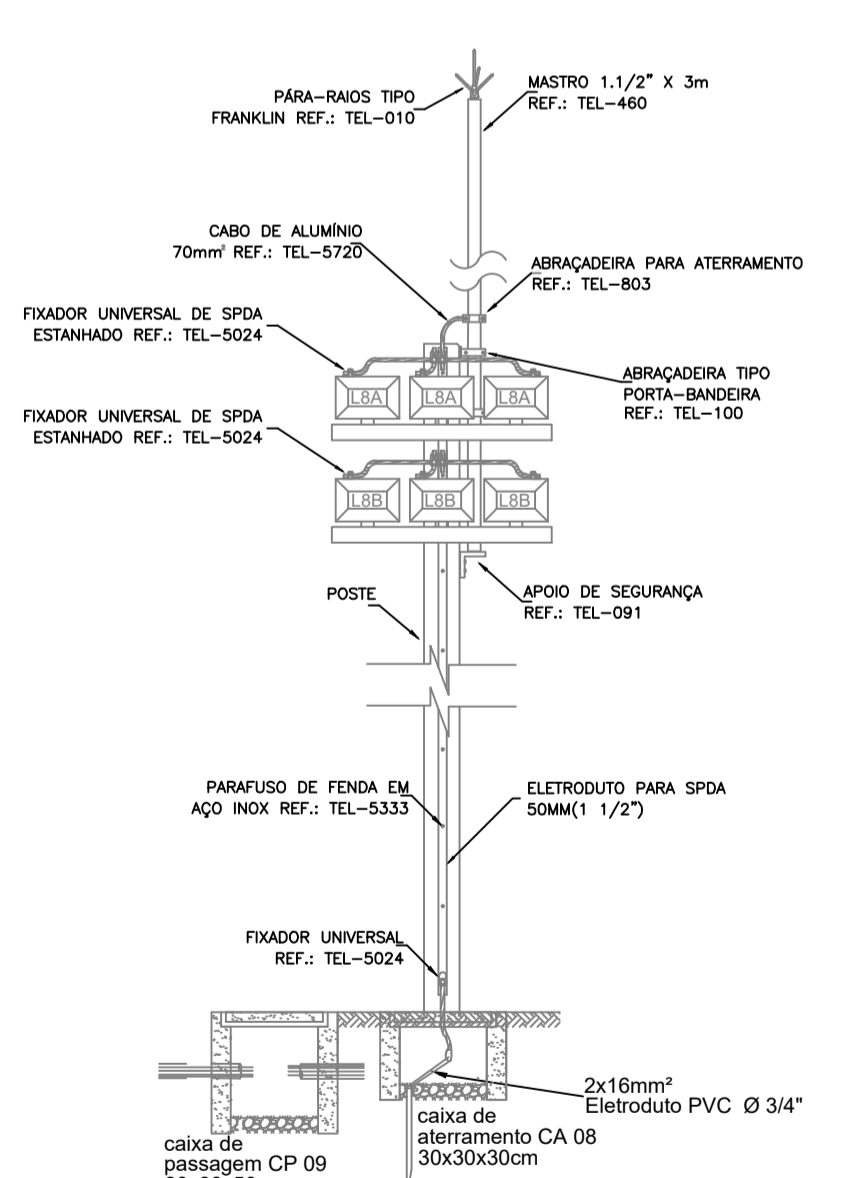 PÁRA-RAIOS TIPO
FRANKLIN REF.: TEL-010
MASTRO 1.1/2" X 3m
REF.: TEL-460
CABO DE ALUMÍNIO
70mm² REF.: TEL-5720
ABRAÇADEIRA PARA ATERRAMENTO
REF.: TEL-803
FIXADOR UNIVERSAL DE SPDA
ESTANHADO REF.: TEL-5024
ABRAÇADEIRA TIPO
PORTA-BANDEIRA
REF.: TEL-100
L8A
L8A
L8A
FIXADOR UNIVERSAL DE SPDA
ESTANHADO REF.: TEL-5024
L8B
L8B
L8B
POSTE
APOIO DE SEGURANÇA
REF.: TEL-091
PARAFUSO DE FENDA EM
AÇO INOX REF.: TEL-5333
ELETRODUTO PARA SPDA
50MM(1 1/2")
FIXADOR UNIVERSAL
REF.: TEL-5024
2x16mm²
Eletroduto PVC Ø 3/4"
caixa de
aterramento CA 08
30x30x30cm
caixa de
passagem CP 09